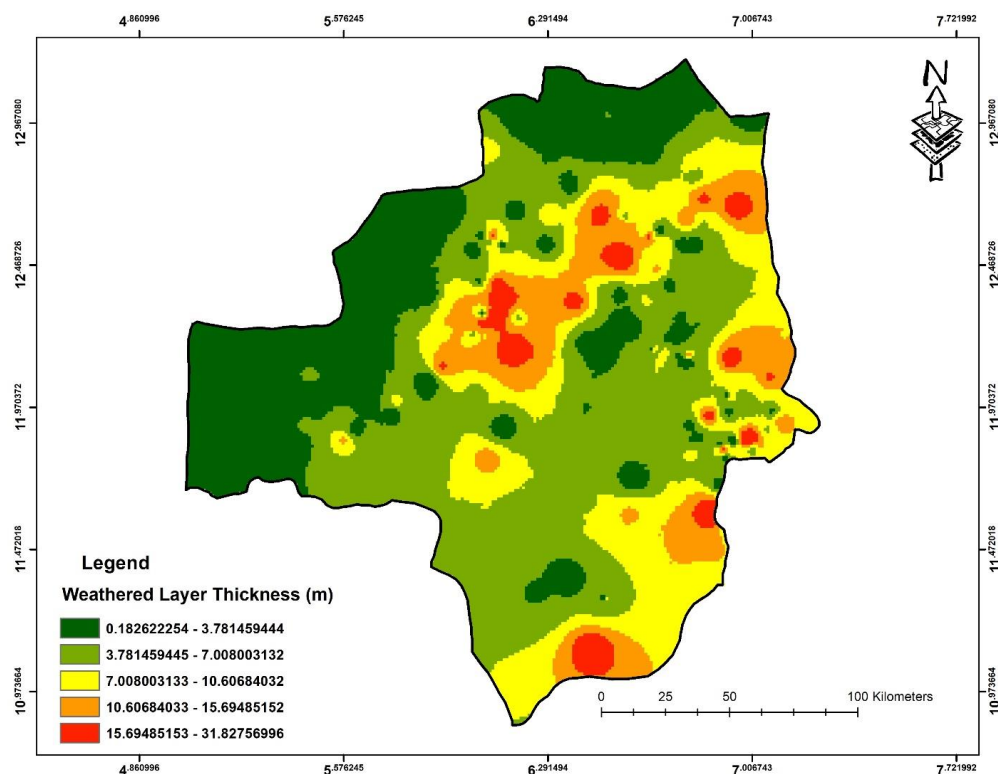 4.860996 5.576245 6.291494 7.006743 7.721992
N
12.967080 12.967080
12.468726 12.468726
11.970372 11.970372
11.472018 11.472018
10.973664 10.973664
Legend
Weathered Layer Thickness (m)
0.182622254 - 3.781459444
3.781459445 - 7.008003132
7.008003133 - 10.60684032
10.60684033 - 15.69485152
15.69485153 - 31.82756996
0 25 50 100 Kilometers
4.860996 5.576245 6.291494 7.006743 7.721992